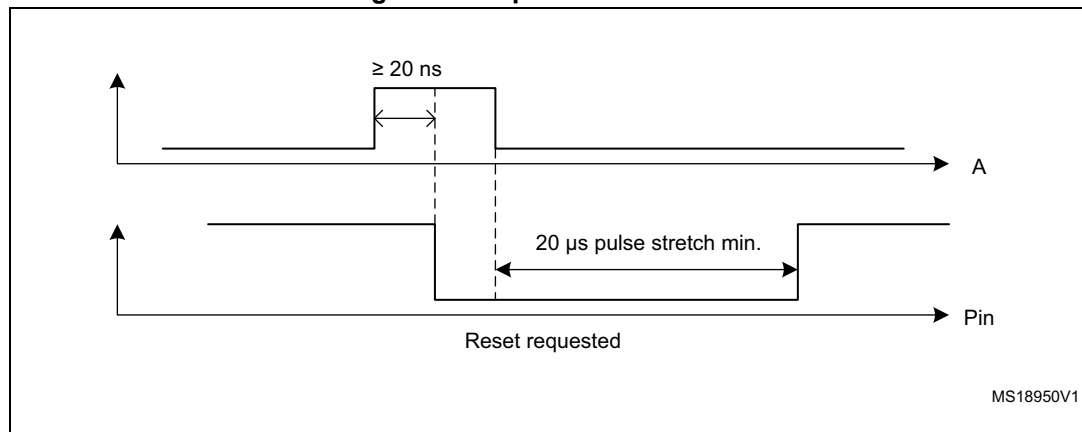 ≥ 20 ns
A
20 µs pulse stretch min.
Pin
Reset requested
MS18950V1